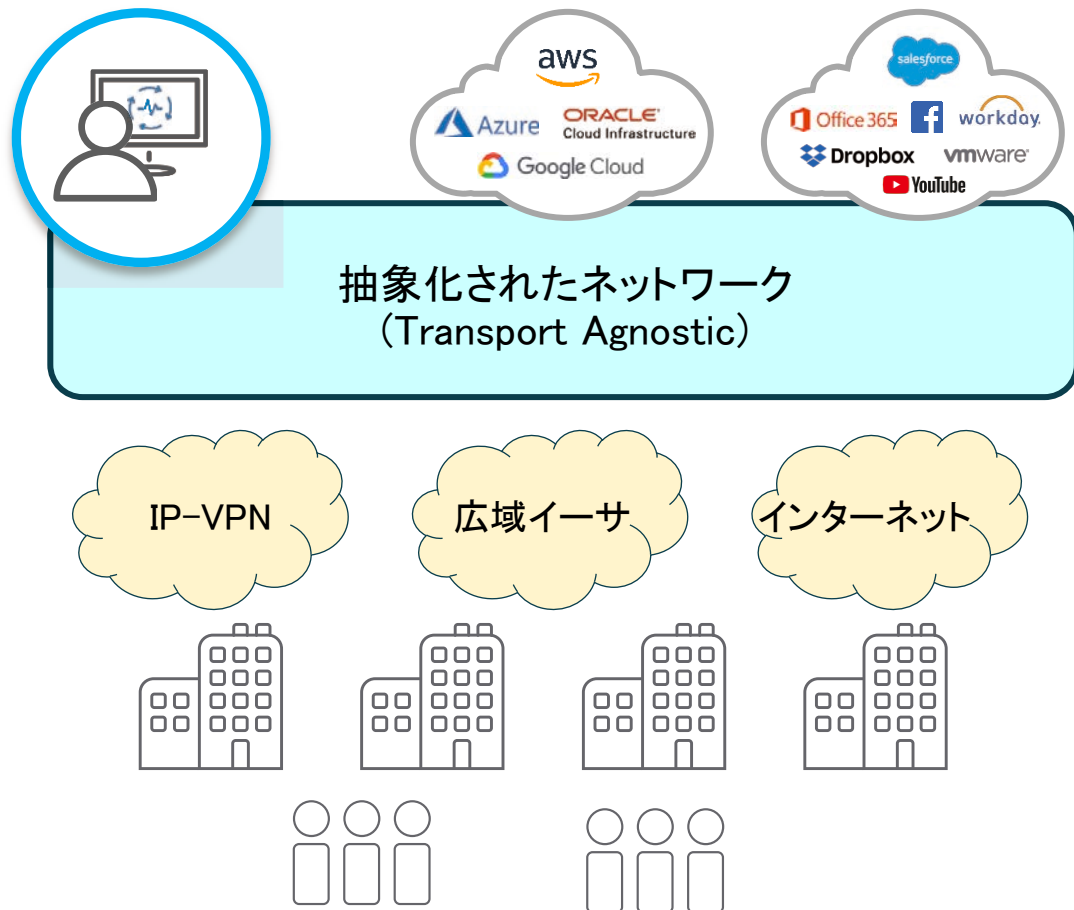 aws
Azure
ORACLE
Cloud Infrastructure
Google Cloud
salesforce
Office 365
f
workday.
Dropbox
vmware
YouTube
抽象化されたネットワーク
(Transport Agnostic)
IP-VPN
広域イーサ
インターネット